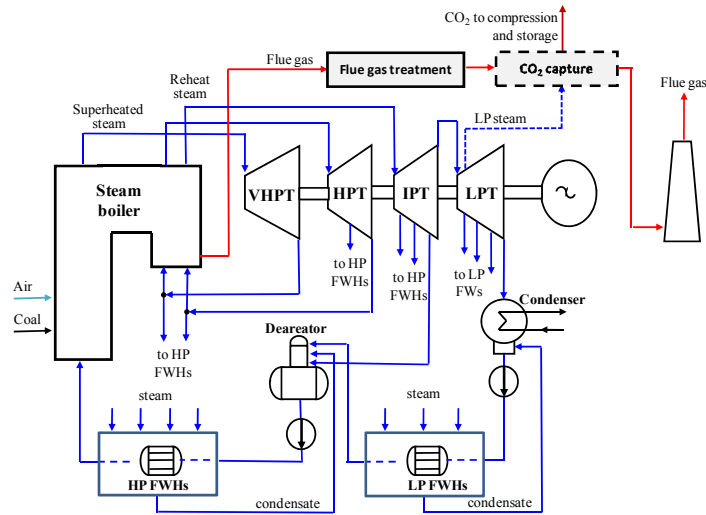 CO₂ to compression
and storage
Flue gas
Flue gas treatment
CO₂ capture
Flue gas
Reheat
steam
Superheated
steam
LP steam
Steam
boiler
VHPT
HPT
IPT
LPT
~
to HP
FWHs
to HP
FWHs
to LP
FWs
Air
Coal
Condenser
Deareator
to HP
FWHs
steam
steam
HP FWHs
LP FWHs
condensate
condensate